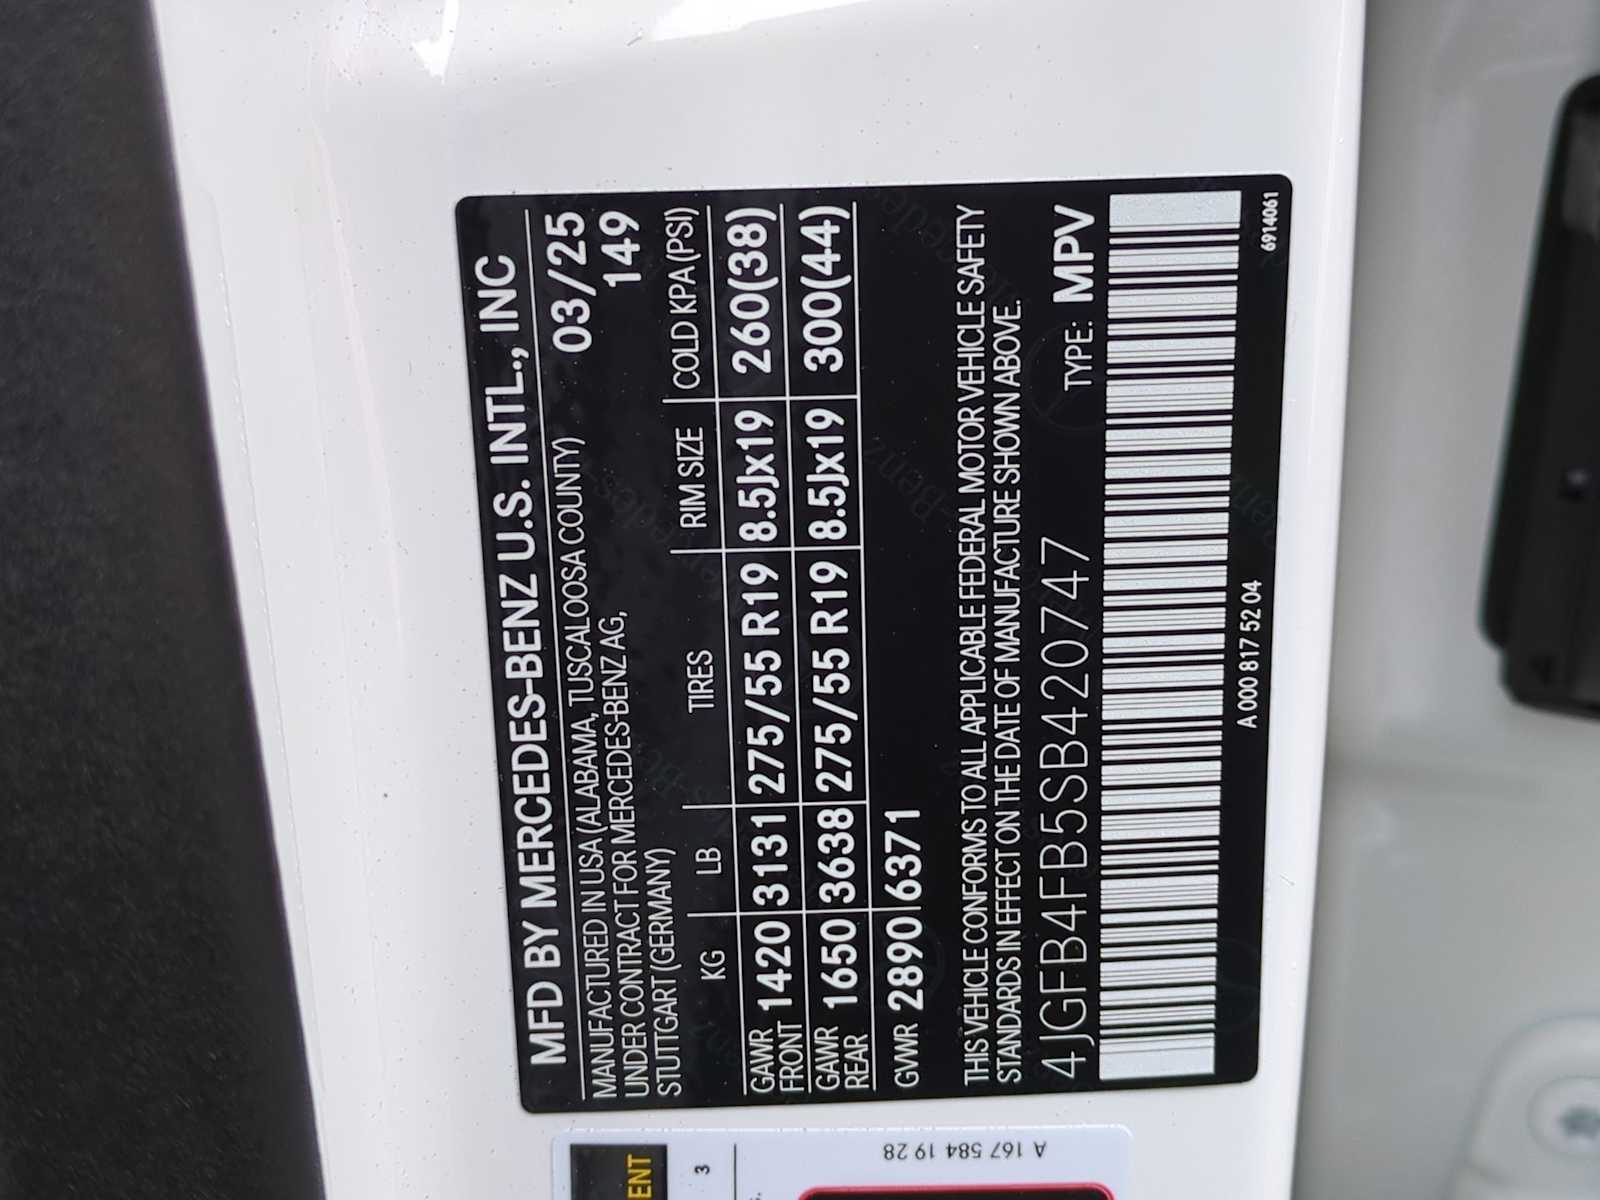 MFD BY MERCEDES-BENZ U.S. INTL., INC
MANUFACTURED IN USA (ALABAMA, TUSCALOOSA COUNTY) 03/25
UNDER CONTRACT FOR MERCEDES-BENZ AG, 149
STUTTGART (GERMANY)
KG LB TIRES RIM SIZE COLD KPA (PSI)
GAWR FRONT 1420 3131 275/55 R19 8.5Jx19 260(38)
GAWR REAR 1650 3638 275/55 R19 8.5Jx19 300(44)
GVWR 2890 6371
THIS VEHICLE CONFORMS TO ALL APPLICABLE FEDERAL MOTOR VEHICLE SAFETY
STANDARDS IN EFFECT ON THE DATE OF MANUFACTURE SHOWN ABOVE.
4JGFB4FB5SB420747 TYPE: MPV
A 000 817 52 04 6914061
A 167 584 19 28
ENT
3